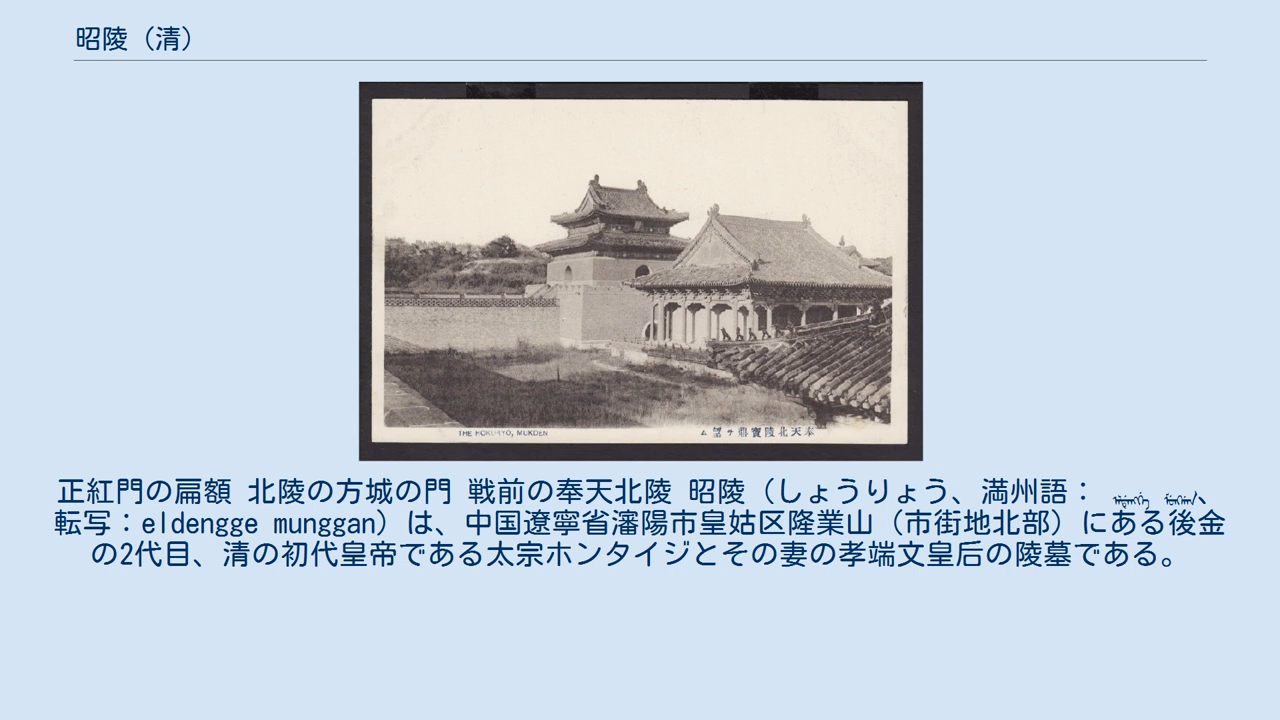 昭陵（清）
THE HOKURYO, MUKDEN
奉天北陵寶鼎ヲ望ム
正紅門の扁額 北陵の方城の門 戦前の奉天北陵 昭陵（しょうりょう、満州語：
転写：eldengge munggan）は、中国遼寧省瀋陽市皇姑区隆業山（市街地北部）にある後金
の2代目、清の初代皇帝である太宗ホンタイジとその妻の孝端文皇后の陵墓である。